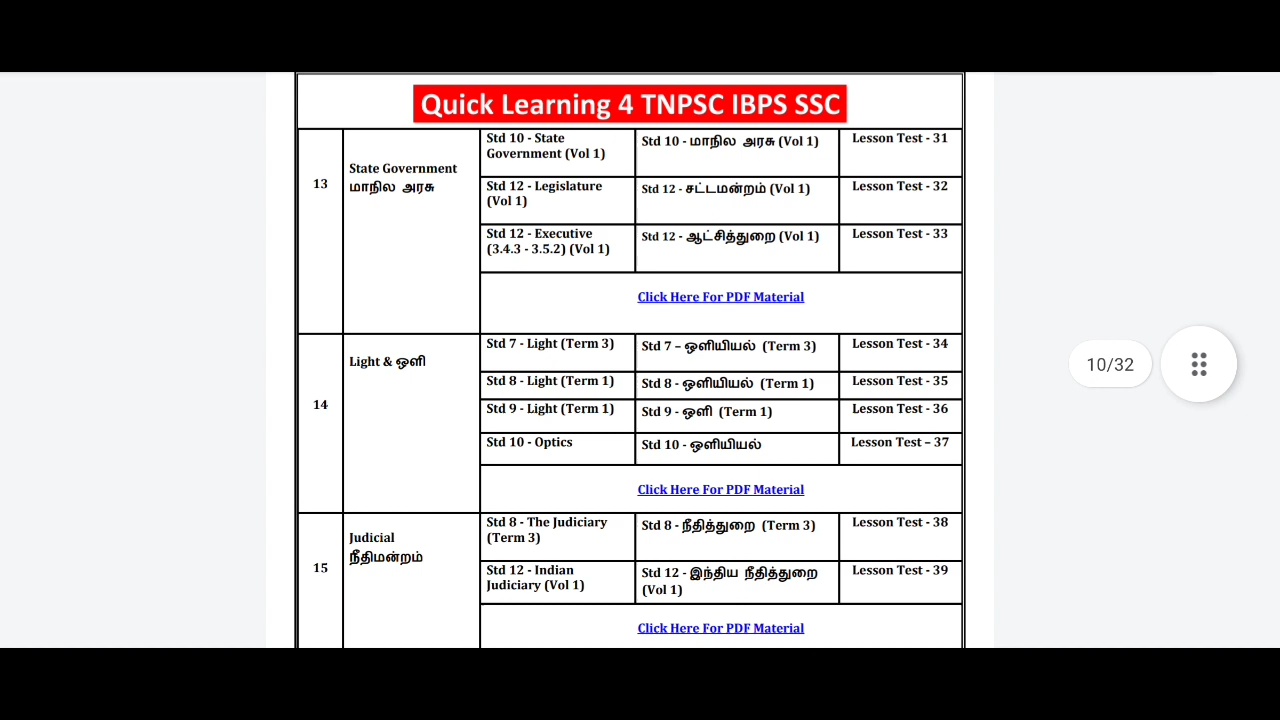 Quick Learning 4 TNPSC IBPS SSC
13
State Government
மாநில அரசு
Std 10 - State
Government (Vol 1)
Std 10 - மாநில அரசு (Vol 1)
Lesson Test - 31
Std 12 - Legislature
(Vol 1)
Std 12 - சட்டமன்றம் (Vol 1)
Lesson Test - 32
Std 12 - Executive
(3.4.3 - 3.5.2) (Vol 1)
Std 12 - ஆட்சித்துறை (Vol 1)
Lesson Test - 33
Click Here For PDF Material
14
Light & ஒளி
Std 7 - Light (Term 3)
Std 7 – ஒளியியல் (Term 3)
Lesson Test - 34
Std 8 - Light (Term 1)
Std 8 - ஒளியியல் (Term 1)
Lesson Test - 35
Std 9 - Light (Term 1)
Std 9 - ஒளி (Term 1)
Lesson Test - 36
Std 10 - Optics
Std 10 - ஒளியியல்
Lesson Test – 37
Click Here For PDF Material
15
Judicial
நீதிமன்றம்
Std 8 - The Judiciary
(Term 3)
Std 8 - நீதித்துறை (Term 3)
Lesson Test - 38
Std 12 - Indian
Judiciary (Vol 1)
Std 12 - இந்திய நீதித்துறை
(Vol 1)
Lesson Test - 39
Click Here For PDF Material
10/32